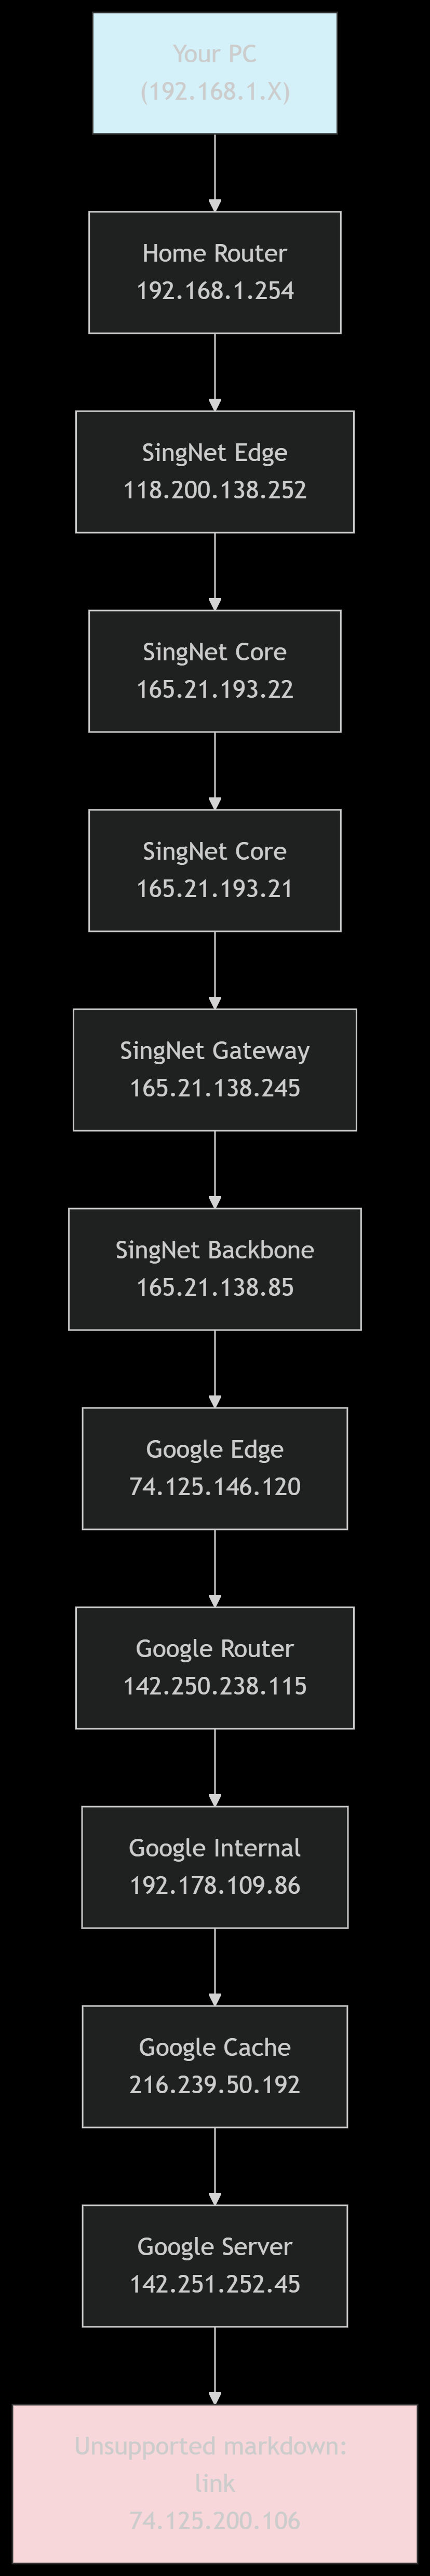 Your PC
(192.168.1.X)
Home Router
192.168.1.254
SingNet Edge
118.200.138.252
SingNet Core
165.21.193.22
SingNet Core
165.21.193.21
SingNet Gateway
165.21.138.245
SingNet Backbone
165.21.138.85
Google Edge
74.125.146.120
Google Router
142.250.238.115
Google Internal
192.178.109.86
Google Cache
216.239.50.192
Google Server
142.251.252.45
Unsupported markdown:
link
74.125.200.106